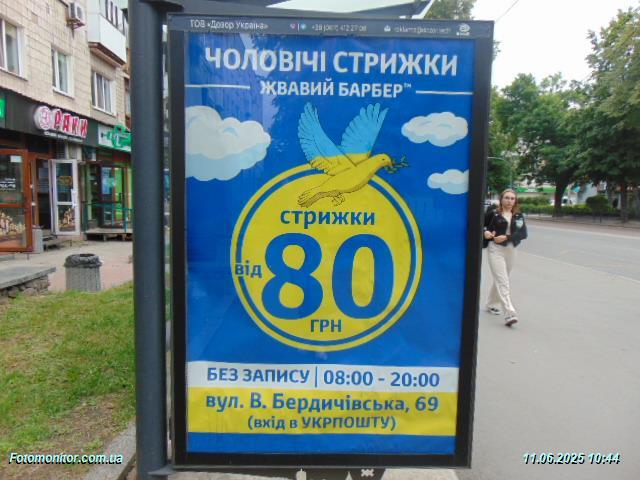 ТОВ «Дозор Україна»
ЧОЛОВІЧІ СТРИЖКИ
ЖВАВИЙ БАРБЕР™
стрижки
від 80
ГРН
БЕЗ ЗАПИСУ | 08:00 - 20:00
вул. В. Бердичівська, 69
(вхід в УКРПОШТУ)
РАКИ
Fotomonitor.com.ua
11.06.2025 10:44